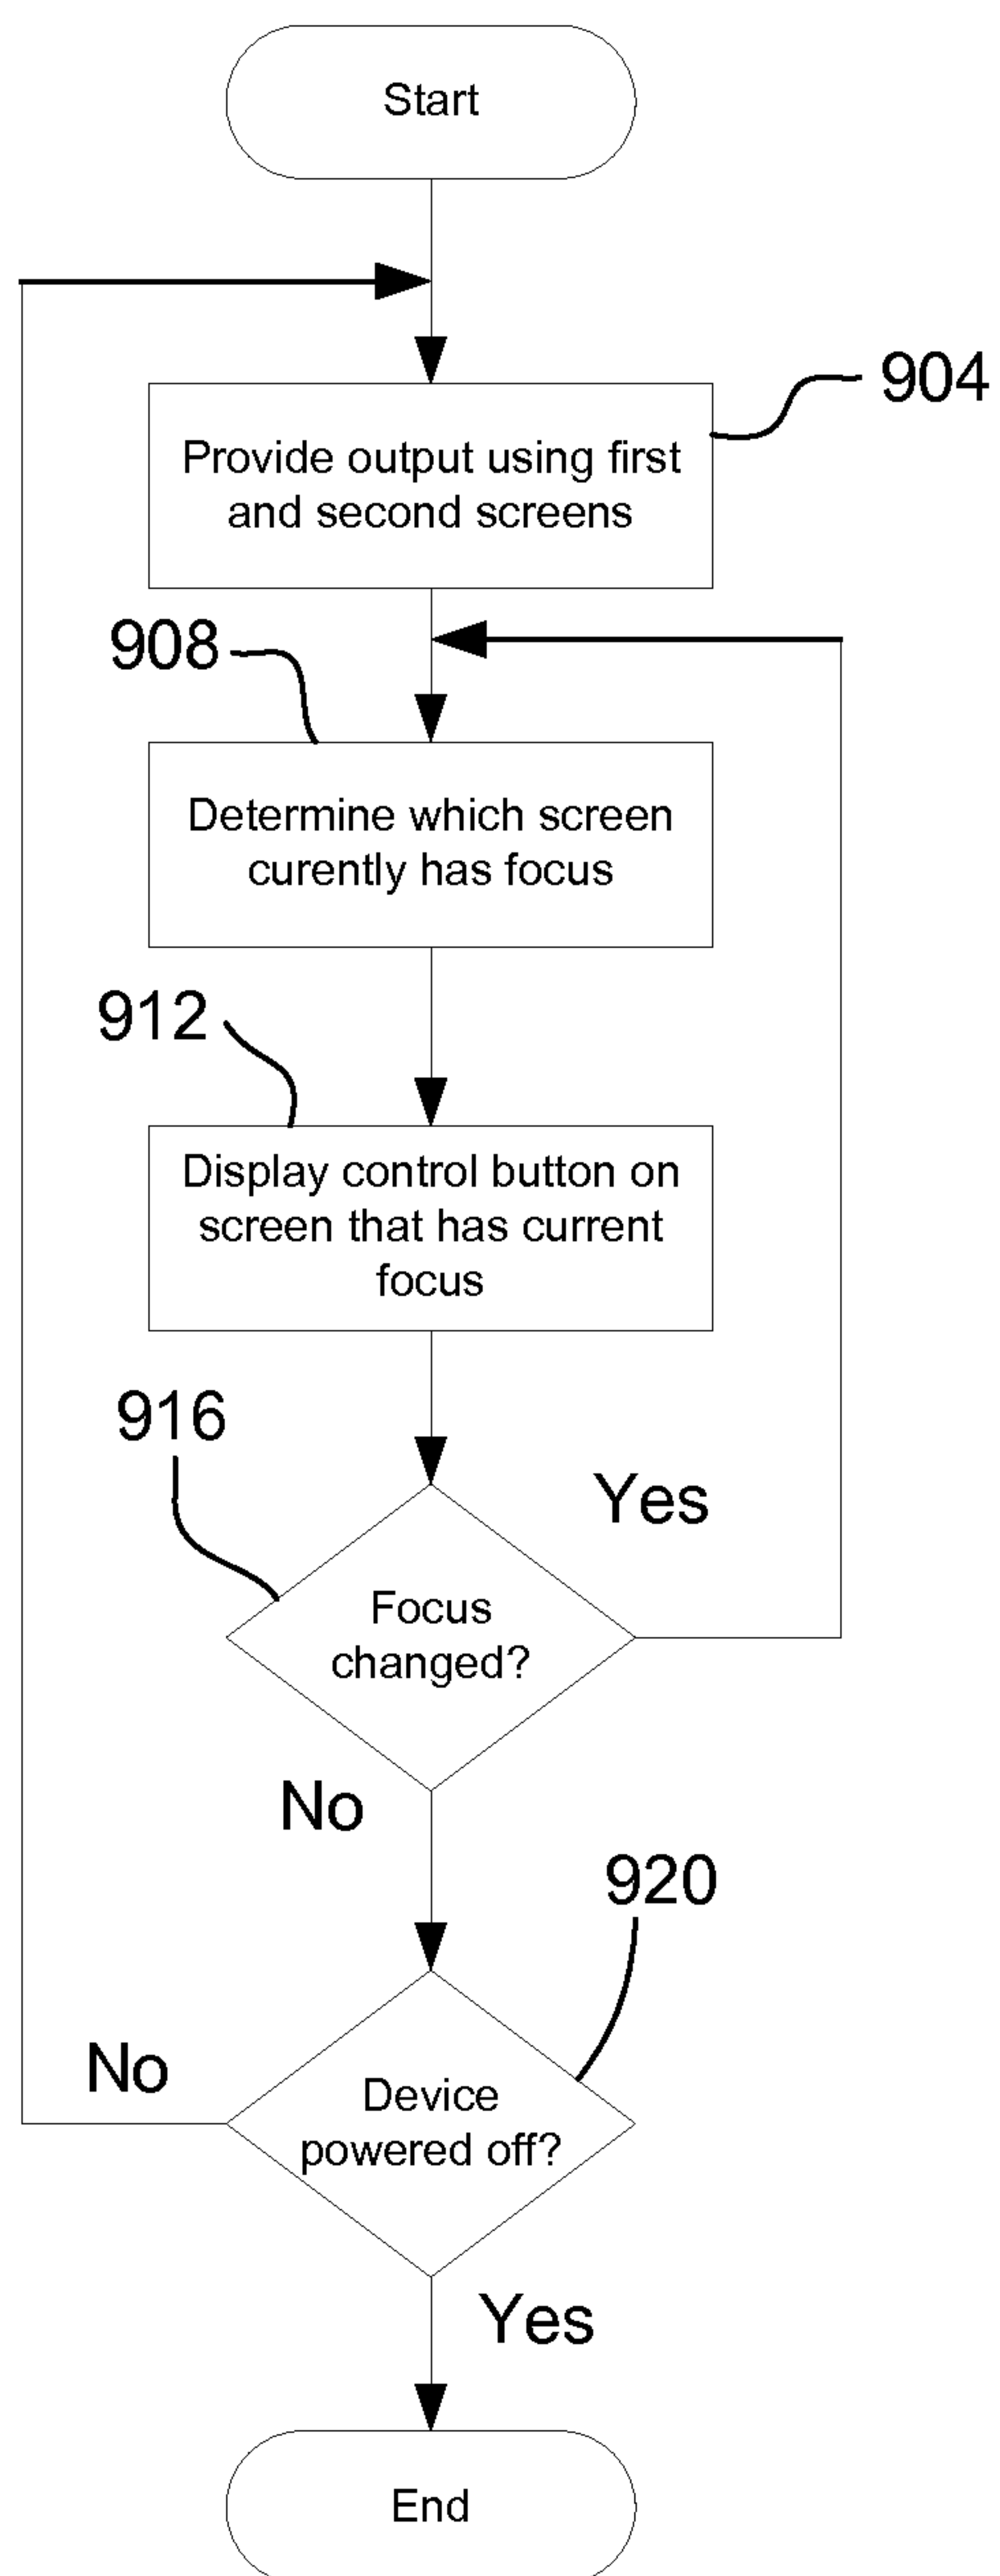 Start
904
Provide output using first
and second screens
908
Determine which screen
curently has focus
912
Display control button on
screen that has current
focus
916
Yes
Focus
changed?
No
920
No
Device
powered off?
Yes
End